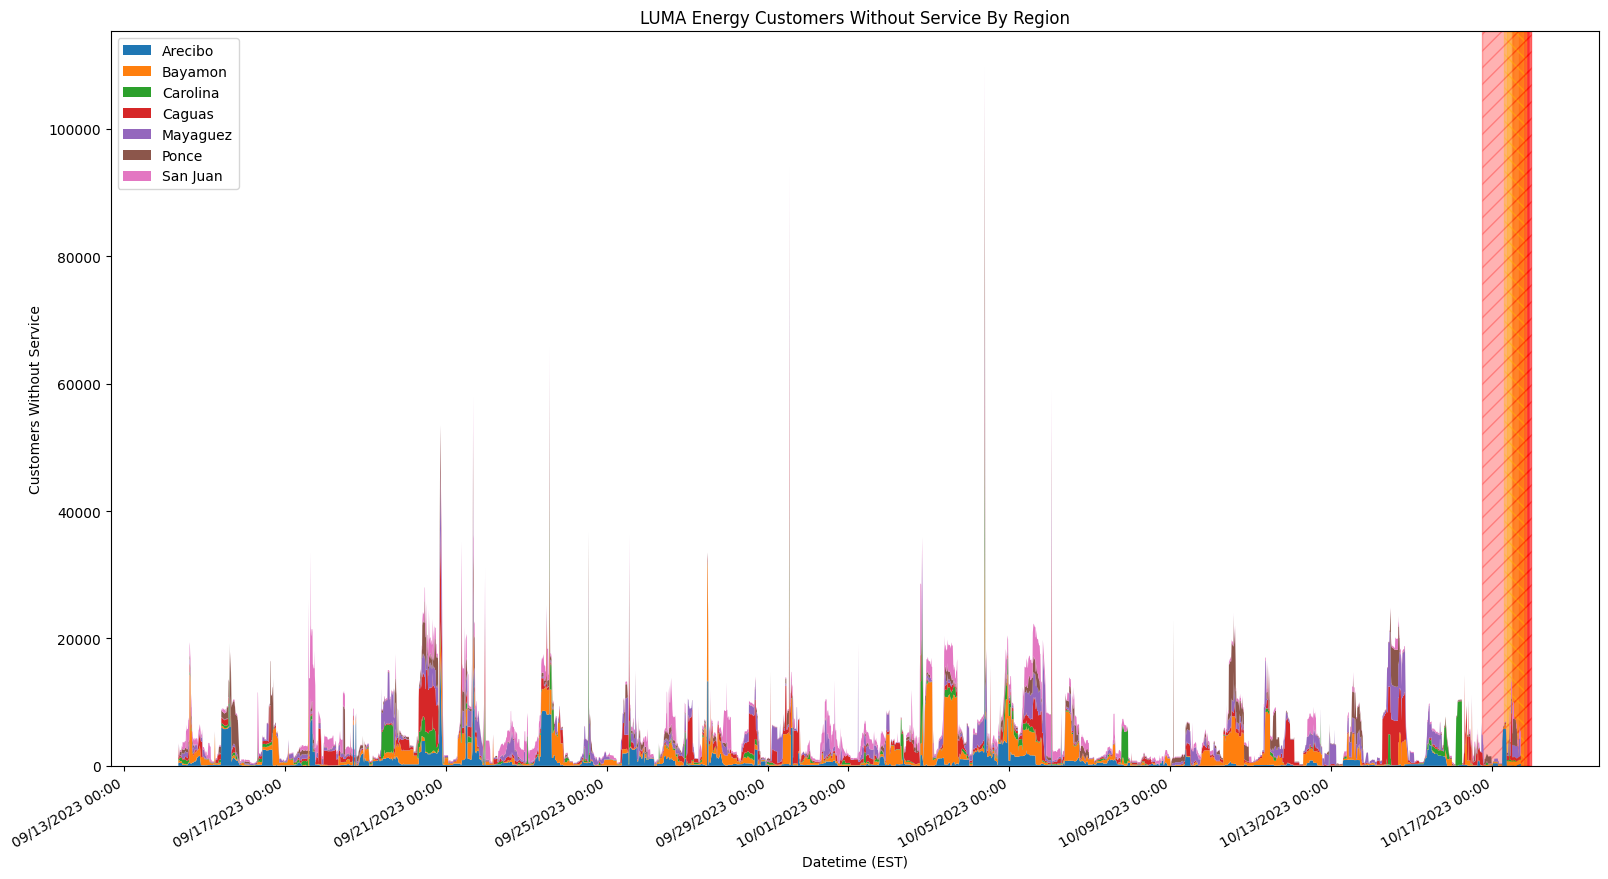 LUMA Energy Customers Without Service By Region
Arecibo
Bayamon
Carolina
Caguas
Mayaguez
Ponce
San Juan
100000
80000
60000
40000
20000
0
Customers Without Service
09/13/2023 00:00
09/17/2023 00:00
09/21/2023 00:00
09/25/2023 00:00
09/29/2023 00:00
10/01/2023 00:00
10/05/2023 00:00
10/09/2023 00:00
10/13/2023 00:00
10/17/2023 00:00
Datetime (EST)